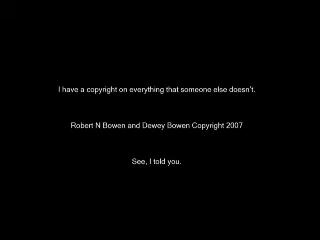 I have a copyright on everything that someone else doesn't.
Robert N Bowen and Dewey Bowen Copyright 2007
See, I told you.